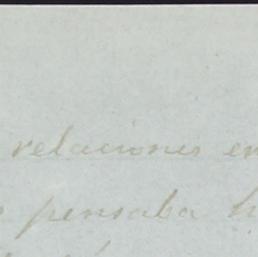 relaciones en
pensaba h